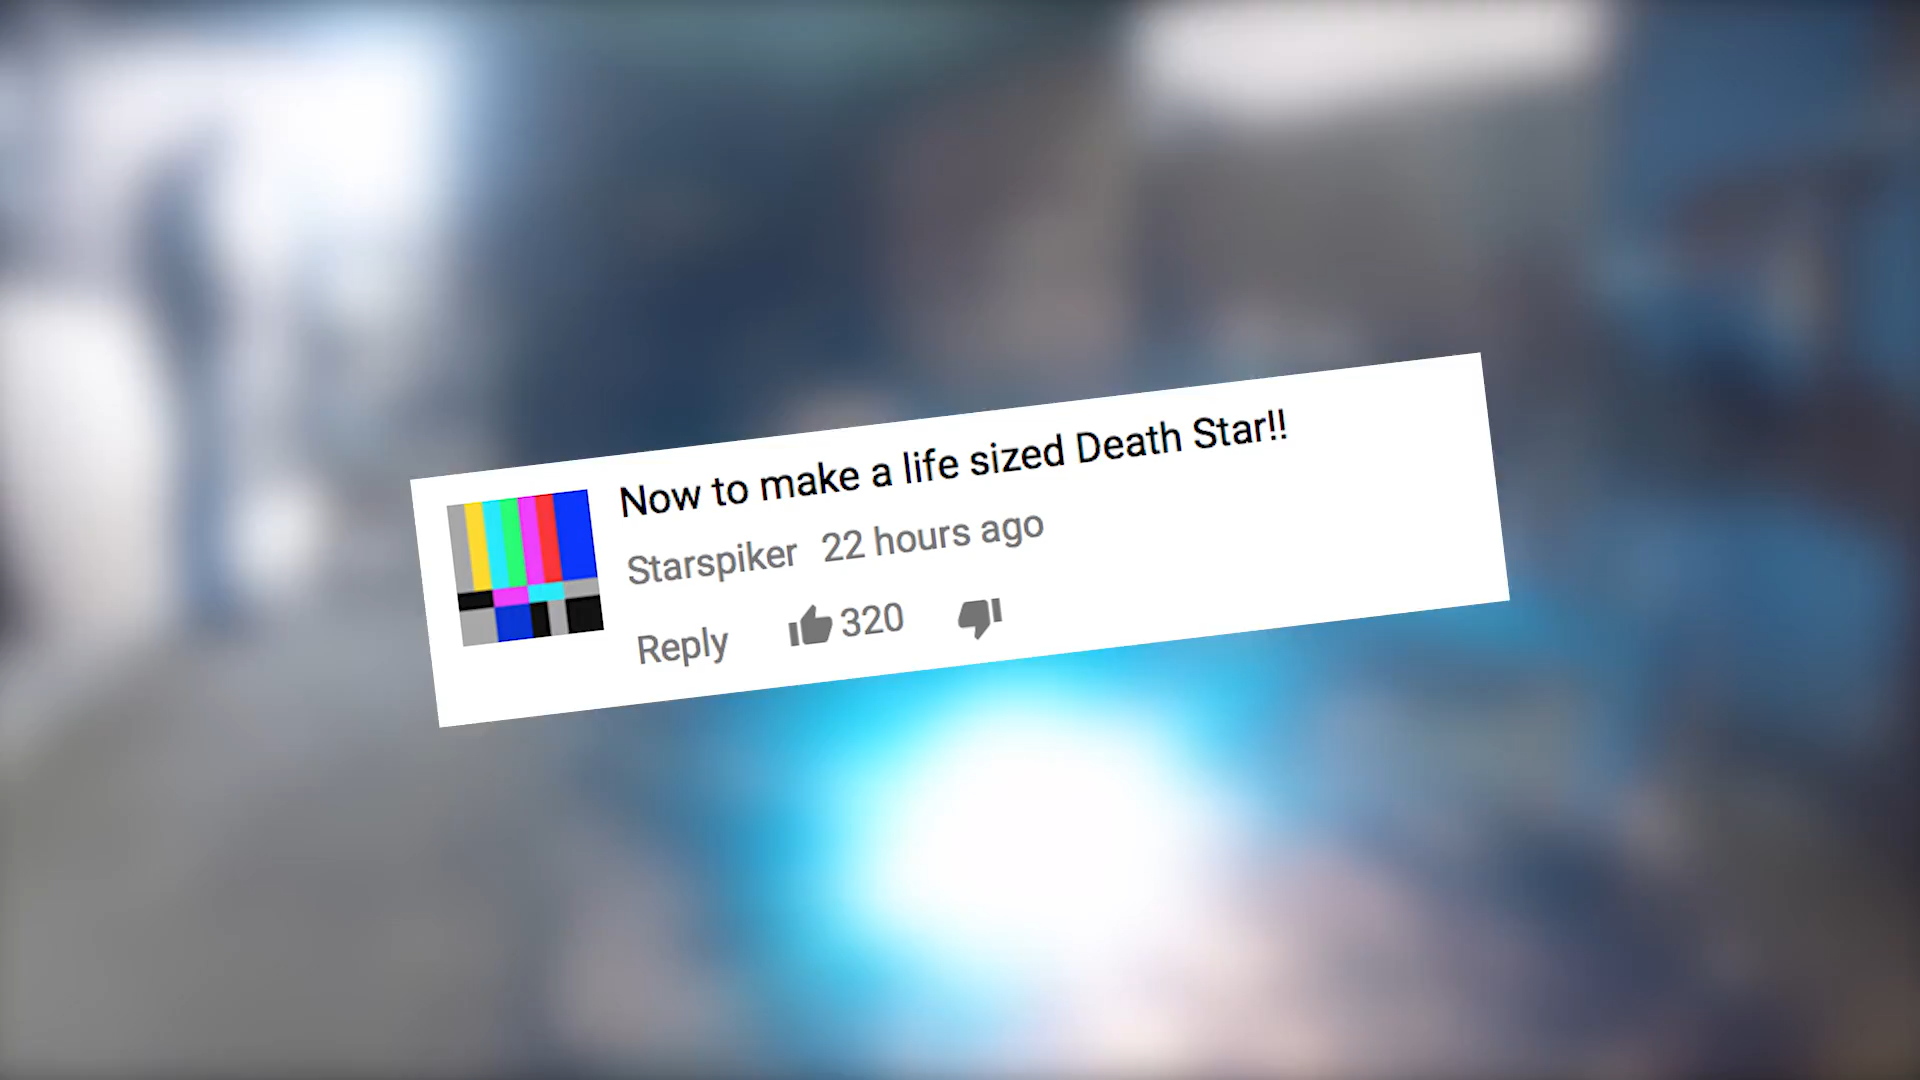 Now to make a life sized Death Star!!
Starspiker 22 hours ago
Reply 320